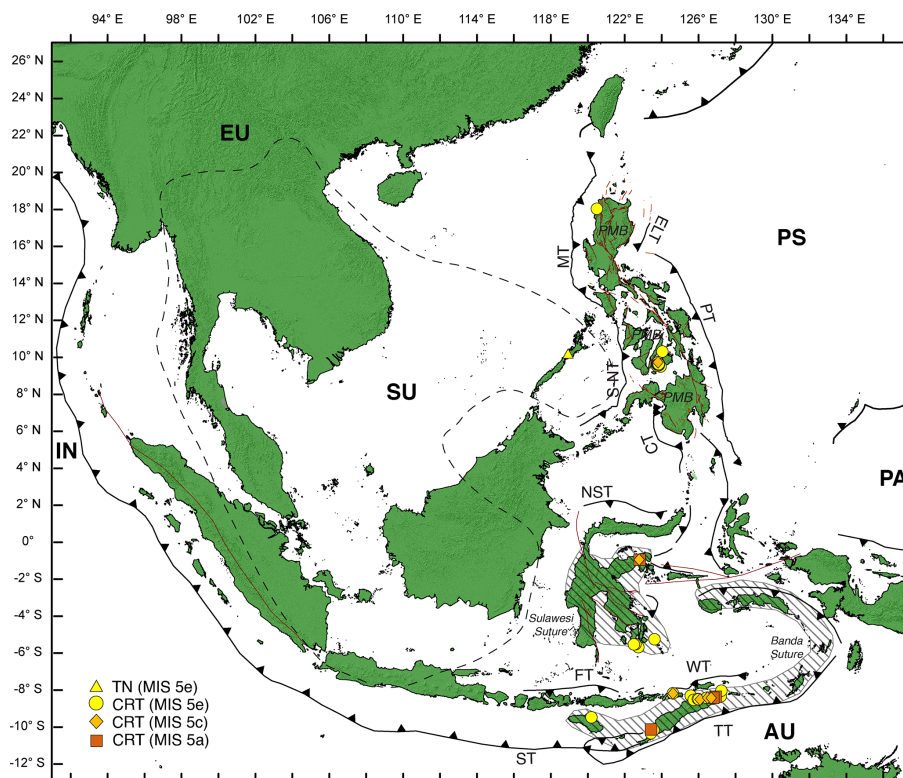 94° E 98° E 102° E 106° E 110° E 114° E 118° E 122° E 126° E 130° E 134° E
26° N
24° N
22° N
20° N
18° N
16° N
14° N
12° N
10° N
8° N
6° N
4° N
2° N
0°
-2° S
-4° S
-6° S
-8° S
-10° S
-12° S
EU
PMB
ELT
MT
PS
PT
PMB
S-NT
SU
PMB
CT
IN
PA
NST
Sulawesi
Suture
Banda
Suture
FT
WT
TT
AU
ST
TN (MIS 5e)
CRT (MIS 5e)
CRT (MIS 5c)
CRT (MIS 5a)